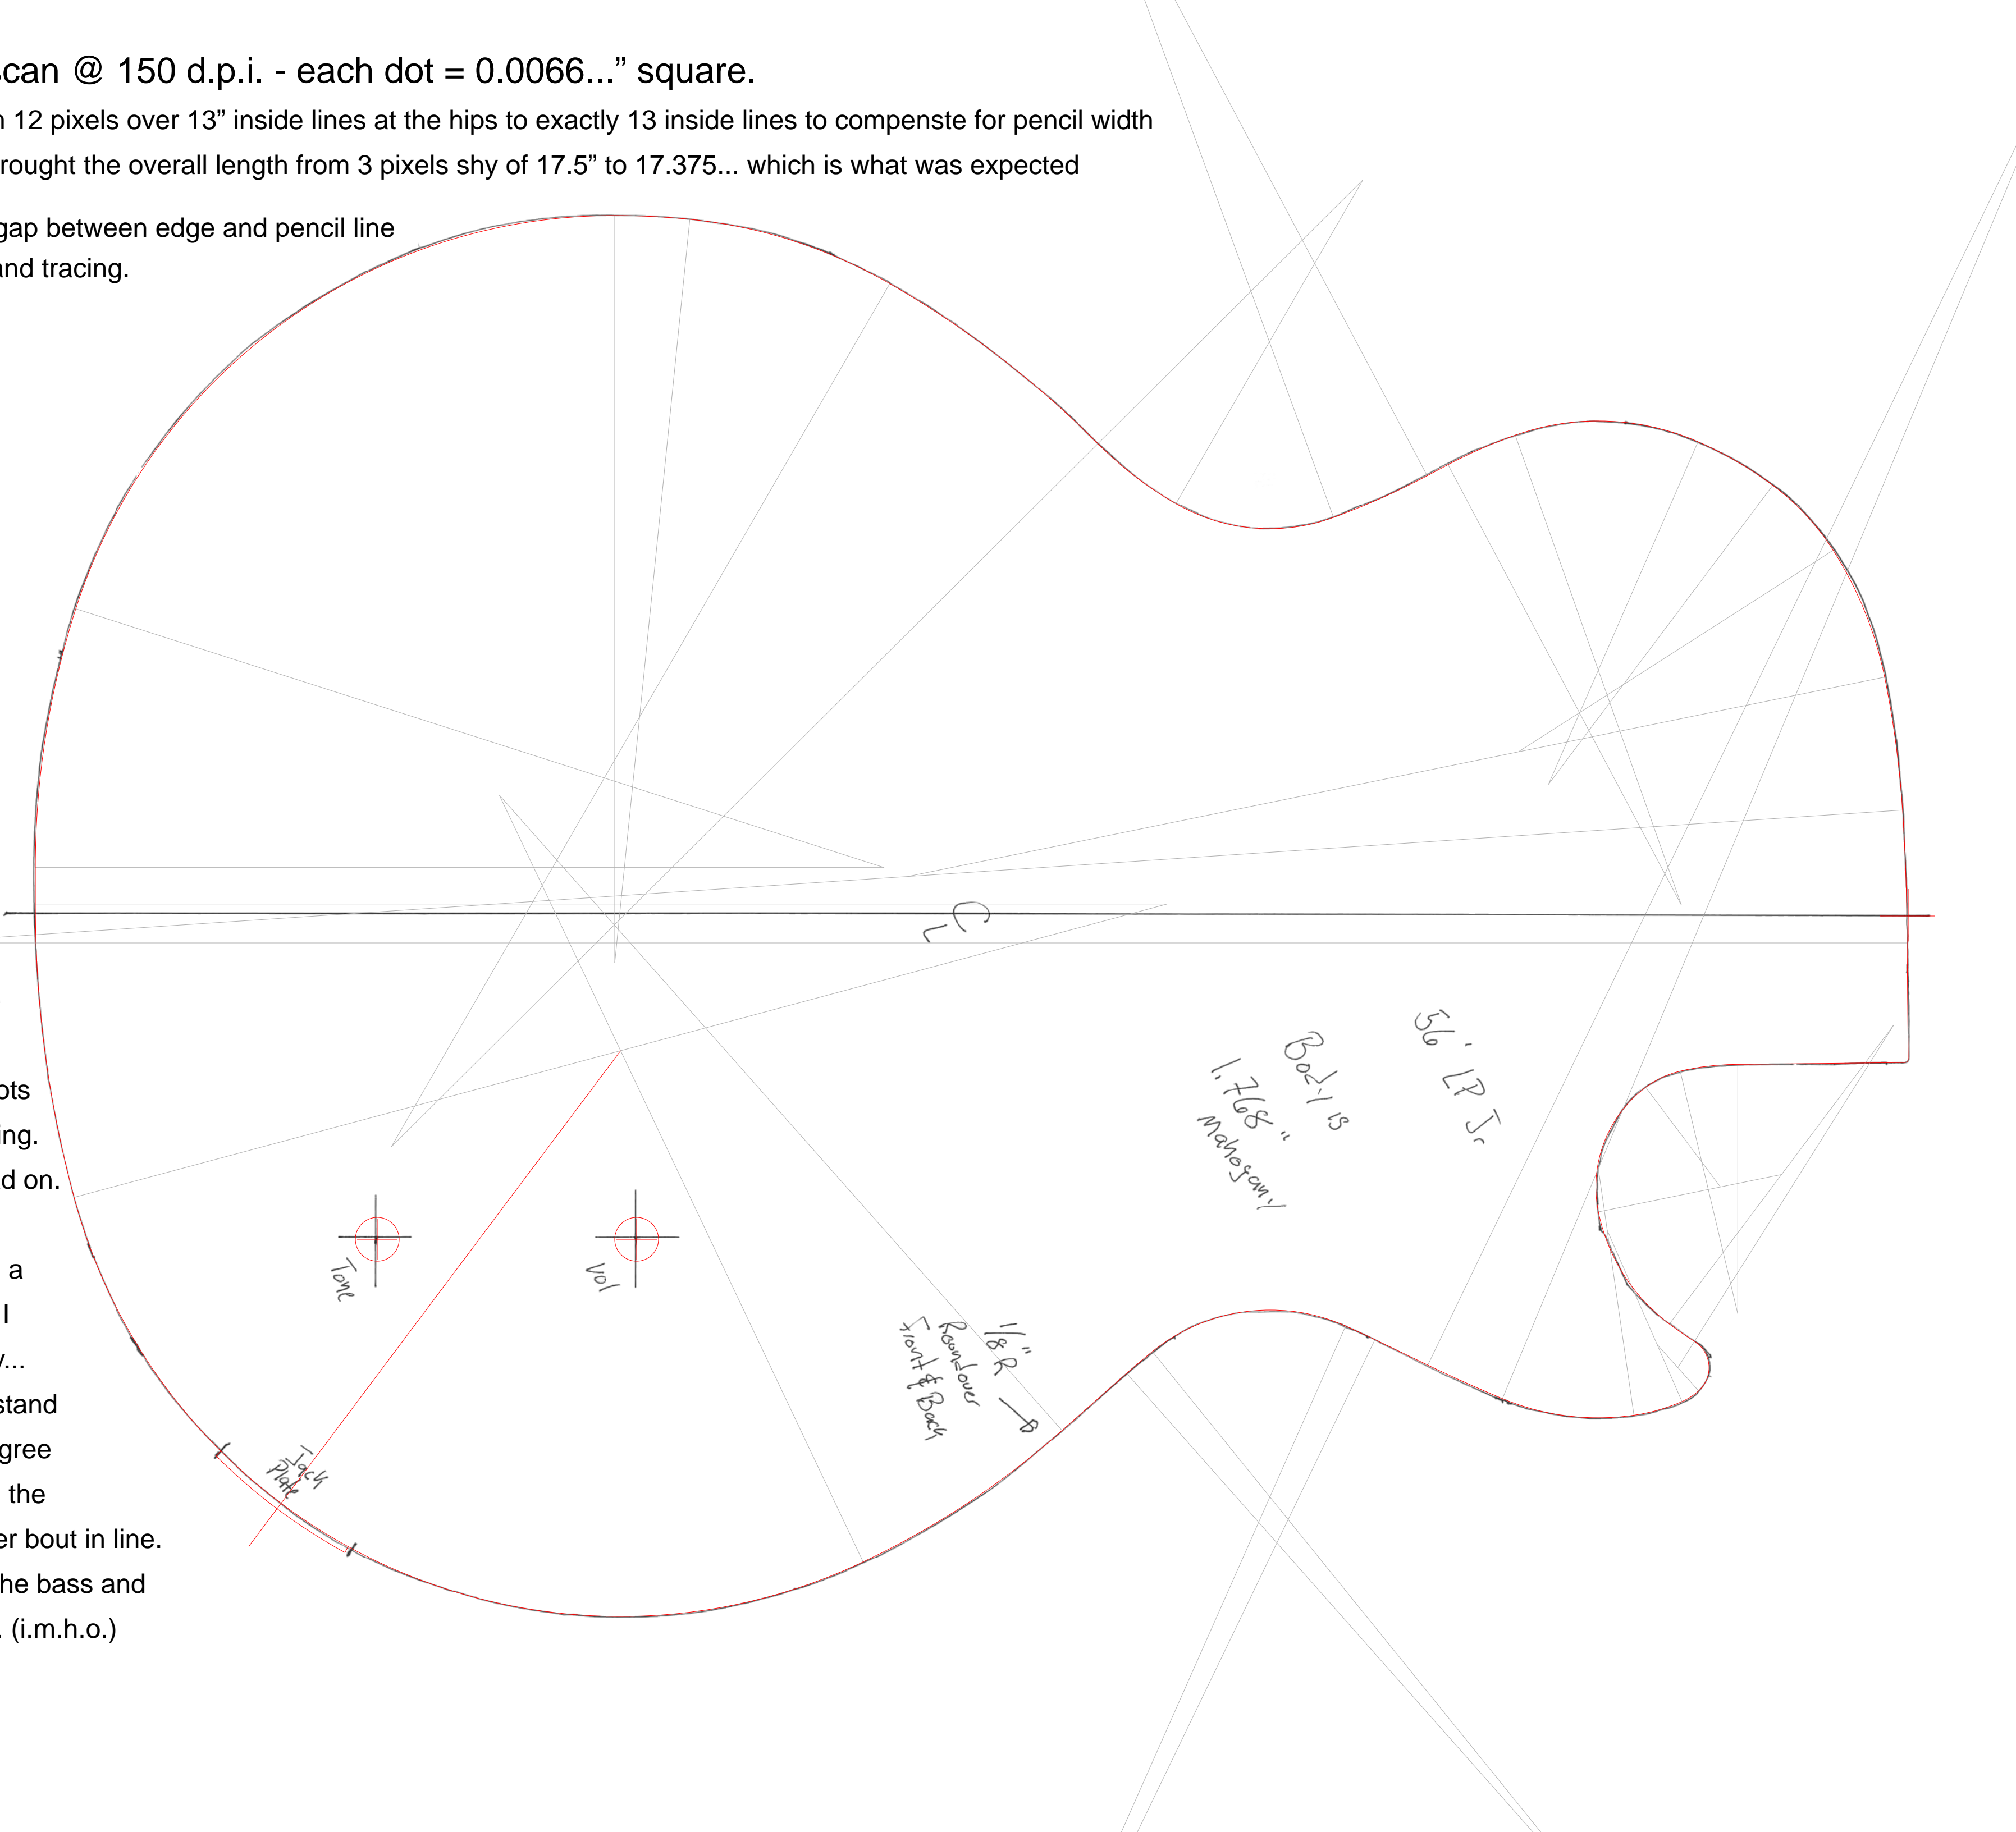 scan @ 150 d.p.i. - each dot = 0.0066...” square.
n 12 pixels over 13” inside lines at the hips to exactly 13 inside lines to compenste for pencil width
rought the overall length from 3 pixels shy of 17.5” to 17.375... which is what was expected
gap between edge and pencil line
and tracing.
C
L
56' LP Jr
Body is
1.768"
Mahogany
ots
ing.
d on.
a
I
y...
stand
gree
the
er bout in line.
he bass and
. (i.m.h.o.)
Tone
Vol
1/8" R
Roundover
Front & Back
Jack
Plate